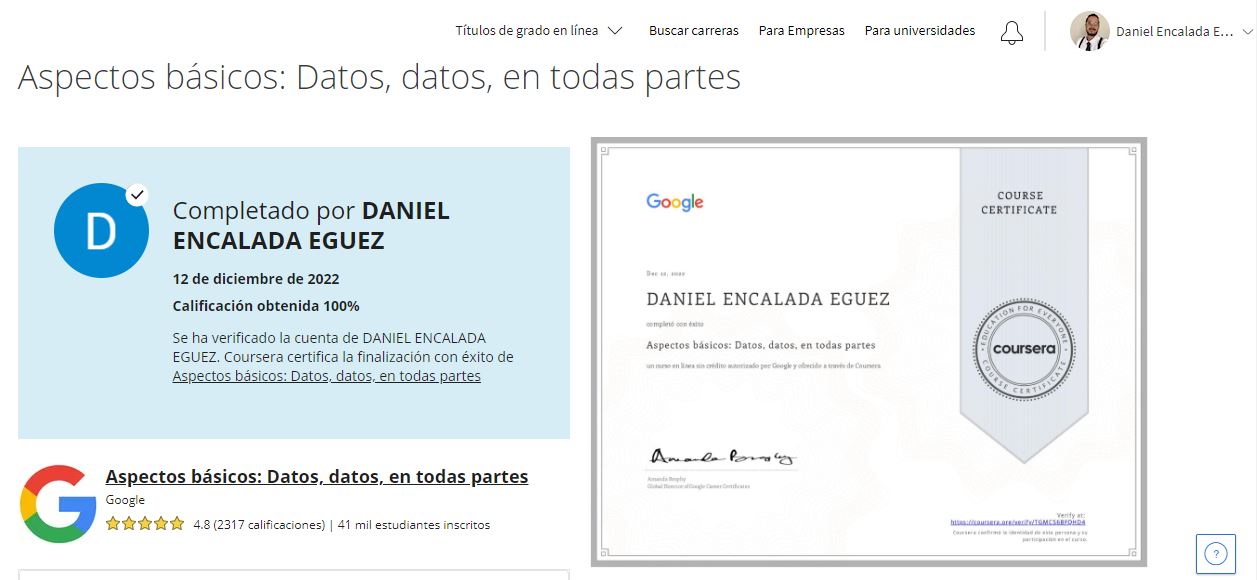 Títulos de grado en línea
Buscar carreras
Para Empresas
Para universidades
Daniel Encalada E...
Aspectos básicos: Datos, datos, en todas partes
D
Completado por DANIEL
ENCALADA EGUEZ
12 de diciembre de 2022
Calificación obtenida 100%
Se ha verificado la cuenta de DANIEL ENCALADA
EGUEZ. Coursera certifica la finalización con éxito de
Aspectos básicos: Datos, datos, en todas partes
Aspectos básicos: Datos, datos, en todas partes
Google
4.8 (2317 calificaciones) | 41 mil estudiantes inscritos
Google
Dec 12, 2022
DANIEL ENCALADA EGUEZ
completó con éxito
Aspectos básicos: Datos, datos, en todas partes
un curso en línea sin crédito autorizado por Google y ofrecido a través de Coursera
Amanda Brophy
Amanda Brophy
Global Director of Google Career Certificates
COURSE
CERTIFICATE
EDUCATION FOR EVERYONE
coursera
COURSE CERTIFICATE
Verify at:
https://coursera.org/verify/TGMCS6BFQHD4
Coursera confirmó la identidad de esta persona y su
participación en el curso.
?